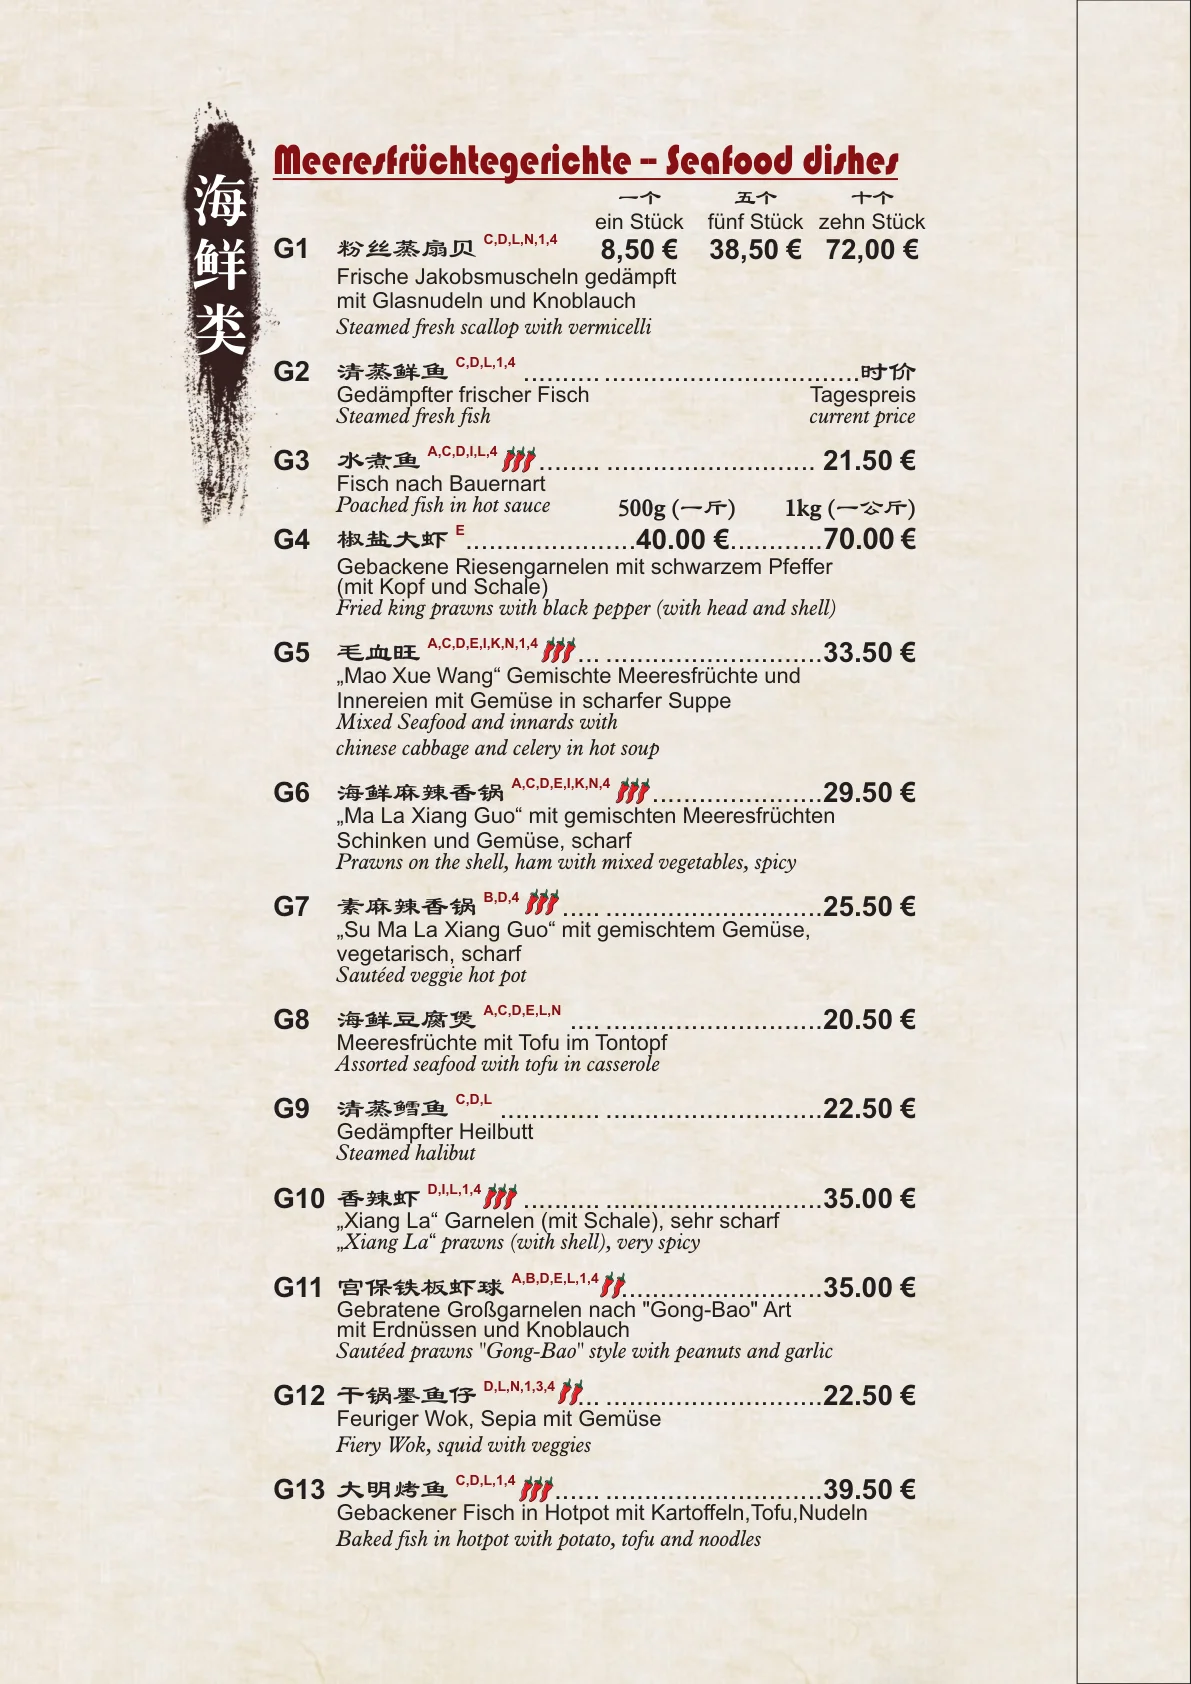 海鲜类
Meeresfrüchtegerichte – Seafood dishes
一个 五个 十个
ein Stück fünf Stück zehn Stück
G1 粉丝蒸扇贝 C,D,L,N,1,4 8,50 € 38,50 € 72,00 €
Frische Jakobsmuscheln gedämpft
mit Glasnudeln und Knoblauch
Steamed fresh scallop with vermicelli
G2 清蒸鲜鱼 C,D,L,1,4 .......... .................................时价
Gedämpfter frischer Fisch Tagespreis
Steamed fresh fish current price
G3 水煮鱼 A,C,D,I,L,4 ........ ........................... 21.50 €
Fisch nach Bauernart
Poached fish in hot sauce 500g (一斤) 1kg (一公斤)
G4 椒盐大虾 E ......................40.00 €............70.00 €
Gebackene Riesengarnelen mit schwarzem Pfeffer
(mit Kopf und Schale)
Fried king prawns with black pepper (with head and shell)
G5 毛血旺 A,C,D,E,I,K,N,1,4 ... ............................33.50 €
„Mao Xue Wang“ Gemischte Meeresfrüchte und
Innereien mit Gemüse in scharfer Suppe
Mixed Seafood and innards with
chinese cabbage and celery in hot soup
G6 海鲜麻辣香锅 A,C,D,E,I,K,N,4 ......................29.50 €
„Ma La Xiang Guo“ mit gemischten Meeresfrüchten
Schinken und Gemüse, scharf
Prawns on the shell, ham with mixed vegetables, spicy
G7 素麻辣香锅 B,D,4 ..... ............................25.50 €
„Su Ma La Xiang Guo“ mit gemischtem Gemüse,
vegetarisch, scharf
Sautéed veggie hot pot
G8 海鲜豆腐煲 A,C,D,E,L,N .... ............................20.50 €
Meeresfrüchte mit Tofu im Tontopf
Assorted seafood with tofu in casserole
G9 清蒸鳕鱼 C,D,L ............. ............................22.50 €
Gedämpfter Heilbutt
Steamed halibut
G10 香辣虾 D,I,L,1,4 .......... ............................35.00 €
„Xiang La“ Garnelen (mit Schale), sehr scharf
„Xiang La“ prawns (with shell), very spicy
G11 宫保铁板虾球 A,B,D,E,L,1,4 ..........................35.00 €
Gebratene Großgarnelen nach "Gong-Bao" Art
mit Erdnüssen und Knoblauch
Sautéed prawns "Gong-Bao" style with peanuts and garlic
G12 干锅墨鱼仔 D,L,N,1,3,4 ... ............................22.50 €
Feuriger Wok, Sepia mit Gemüse
Fiery Wok, squid with veggies
G13 大明烤鱼 C,D,L,1,4 ...... ............................39.50 €
Gebackener Fisch in Hotpot mit Kartoffeln,Tofu,Nudeln
Baked fish in hotpot with potato, tofu and noodles